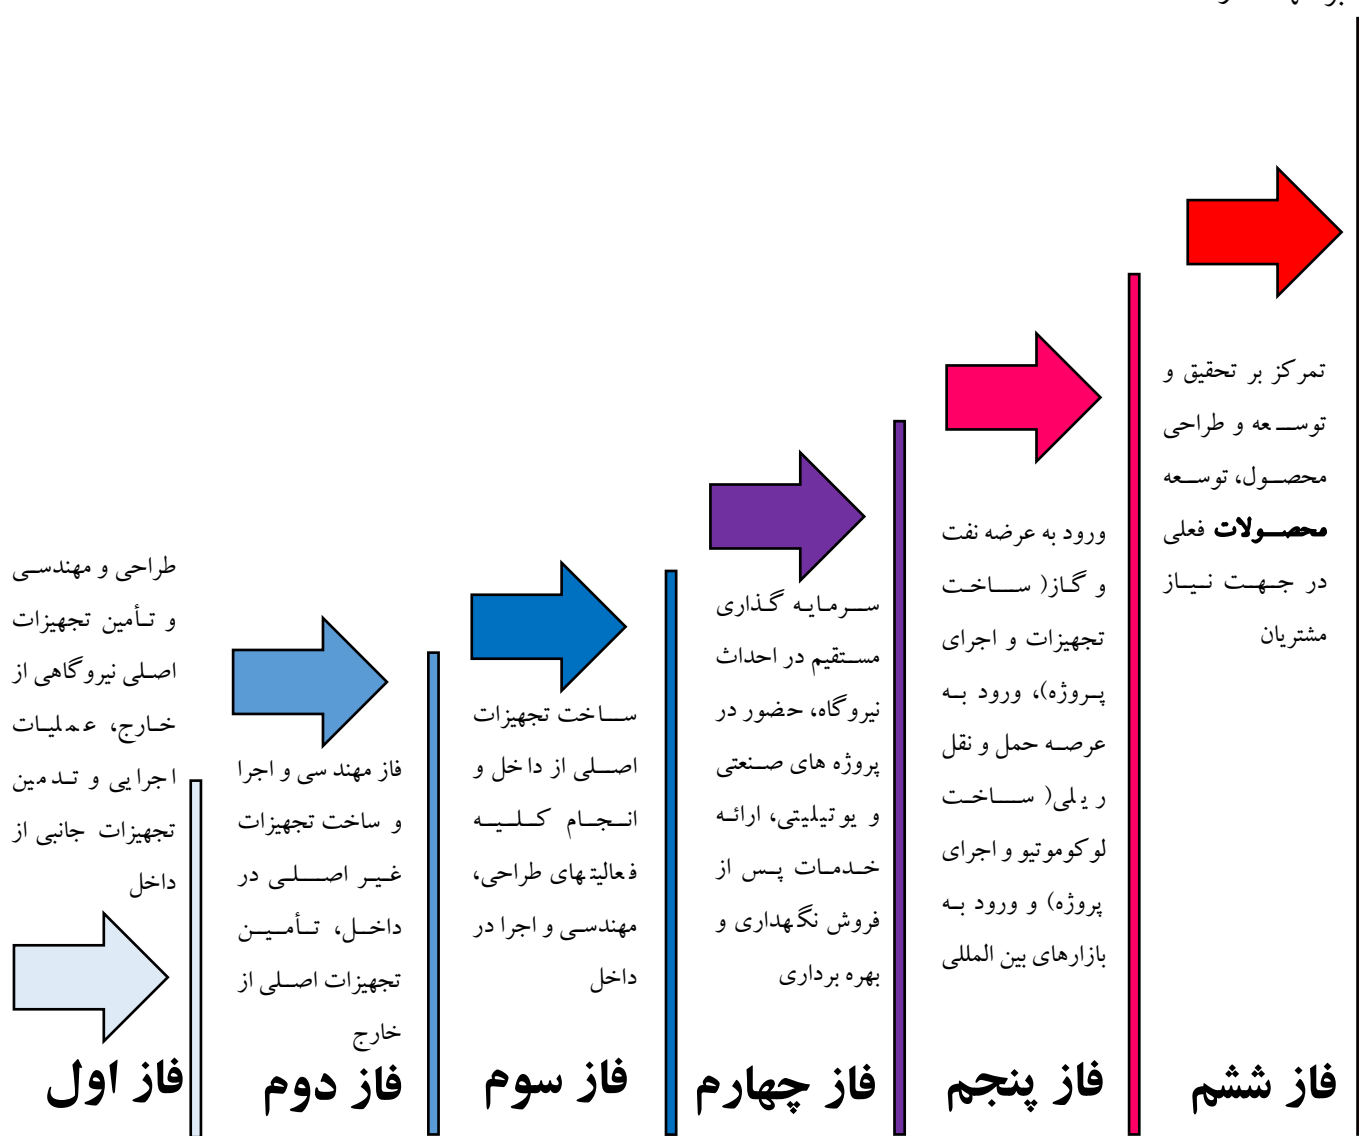 طراحی و مهندسی
و تأمین تجهیزات
اصلی نیروگاهی از
خارج، عملیات
اجرایی و تدمین
تجهیزات جانبی از
داخل
فاز اول
فاز مهندسی و اجرا
و ساخت تجهیزات
غیر اصلی در
داخل، تأمین
تجهیزات اصلی از
خارج
فاز دوم
ساخت تجهیزات
اصلی از داخل و
انجام کلیه
فعالیتهای طراحی،
مهندسی و اجرا در
داخل
فاز سوم
سرمایه گذاری
مستقیم در احداث
نیروگاه، حضور در
پروژه های صنعتی
و یوتیلیتی، ارائه
خدمات پس از
فروش نگهداری و
بهره برداری
فاز چهارم
ورود به عرضه نفت
و گاز( ساخت
تجهیزات و اجرای
پروژه)، ورود به
عرصه حمل و نقل
ریلی( ساخت
لوکوموتیو و اجرای
پروژه) و ورود به
بازارهای بین المللی
فاز پنجم
تمرکز بر تحقیق و
توسعه و طراحی
محصول، توسعه
محصولات فعلی
در جهت نیاز
مشتریان
فاز ششم